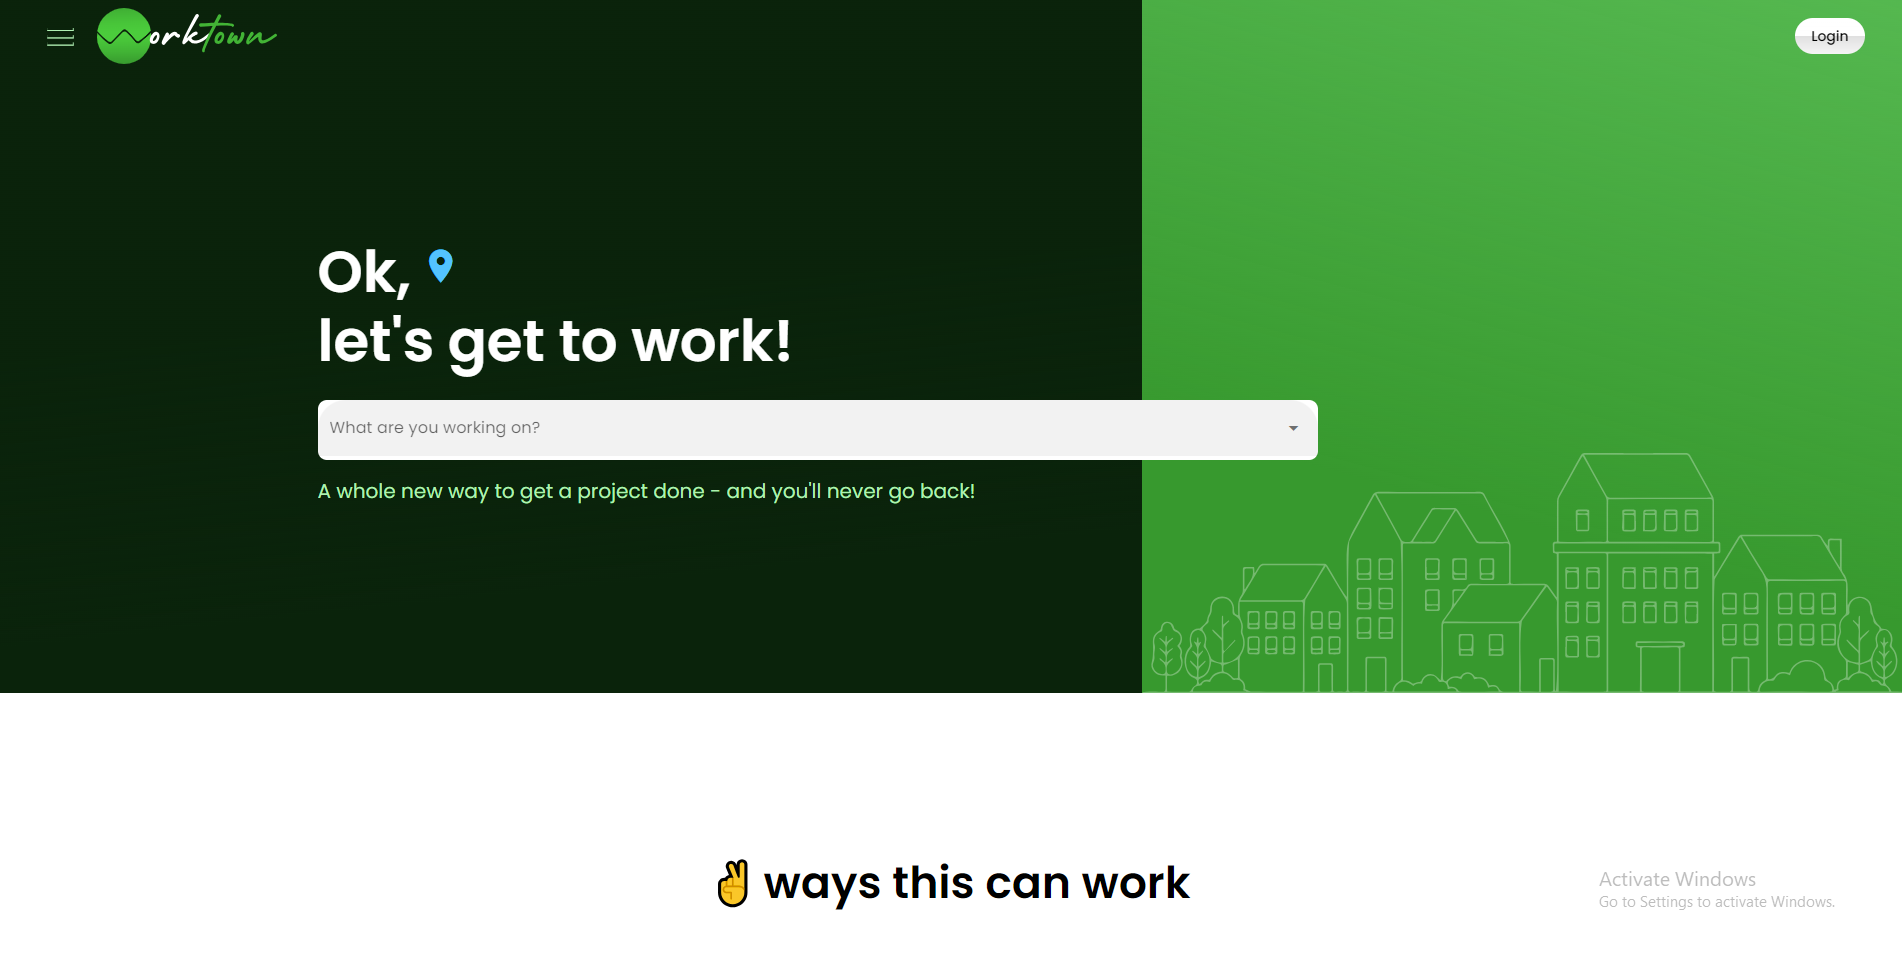 Worktown
Login
Ok,
let's get to work!
What are you working on?
A whole new way to get a project done - and you'll never go back!
ways this can work
Activate Windows
Go to Settings to activate Windows.